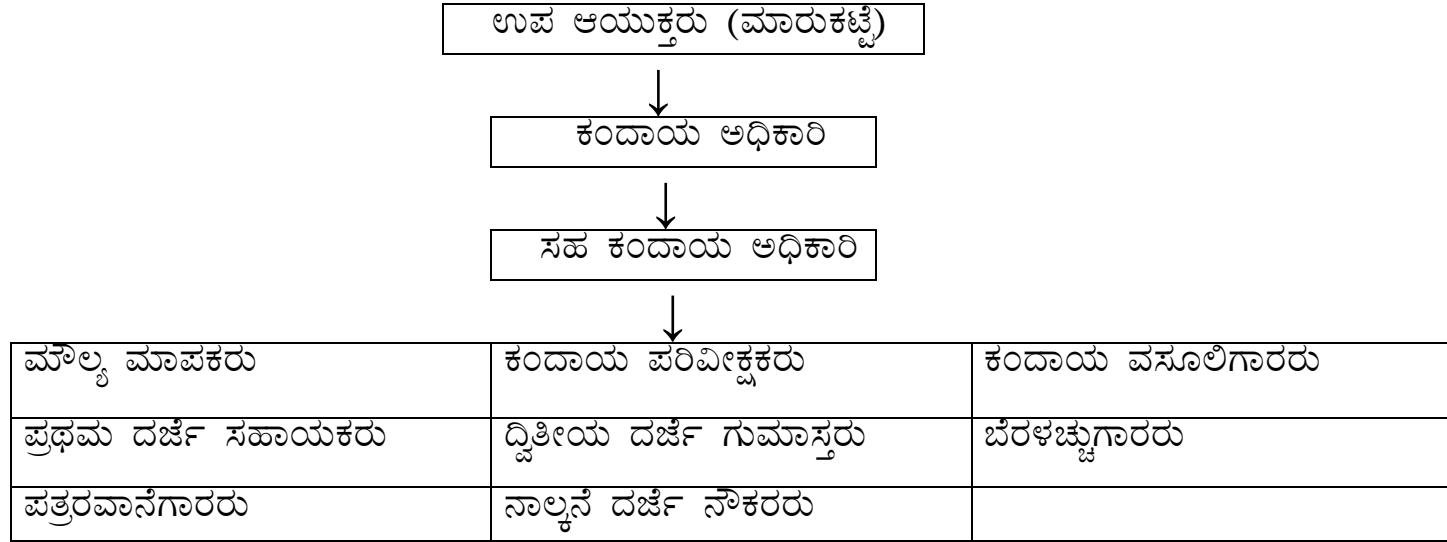 ಉಪ ಆಯುಕ್ತರು (ಮಾರುಕಟ್ಟೆ)
ಕಂದಾಯ ಅಧಿಕಾರಿ
ಸಹ ಕಂದಾಯ ಅಧಿಕಾರಿ
ಮೌಲ್ಯ ಮಾಪಕರು ಕಂದಾಯ ಪರಿವೀಕ್ಷಕರು ಕಂದಾಯ ವಸೂಲಿಗಾರರು
ಪ್ರಥಮ ದರ್ಜೆ ಸಹಾಯಕರು ದ್ವಿತೀಯ ದರ್ಜೆ ಗುಮಾಸ್ತರು ಬೆರಳಚ್ಚುಗಾರರು
ಪತ್ರರವಾನೆಗಾರರು ನಾಲ್ಕನೆ ದರ್ಜೆ ನೌಕರರು